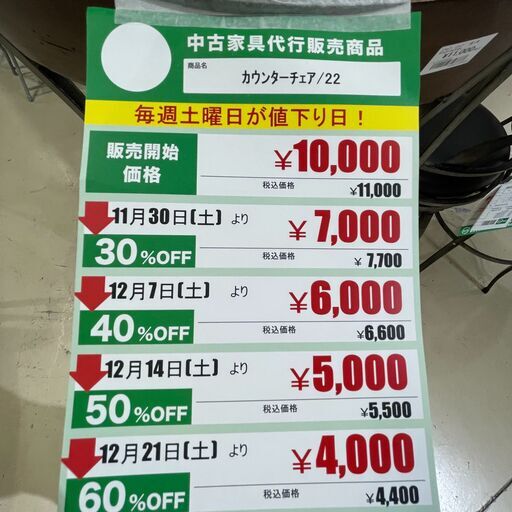 中古家具代行販売商品
商品名
カウンターチェア/22
毎週土曜日が値下り日！
販売開始
価格
¥10,000
税込価格 ¥11,000
11月30日(土) より
¥7,000
30%OFF
税込価格 ¥7,700
12月7日(土) より
¥6,000
40%OFF
税込価格 ¥6,600
12月14日(土) より
¥5,000
50%OFF
税込価格 ¥5,500
12月21日(土) より
¥4,000
60%OFF
税込価格 ¥4,400
¥11,000